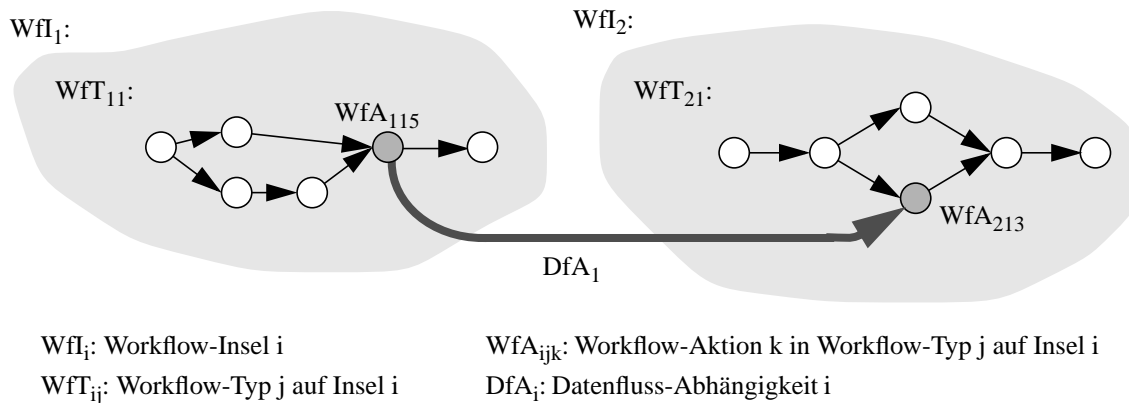 WfI₁:
WfI₂:
WfT₁₁:
WfT₂₁:
WfA₁₁₅
WfA₂₁₃
DfA₁
WfIᵢ: Workflow-Insel i
WfAᵢⱼₖ: Workflow-Aktion k in Workflow-Typ j auf Insel i
WfTᵢⱼ: Workflow-Typ j auf Insel i
DfAᵢ: Datenfluss-Abhängigkeit i